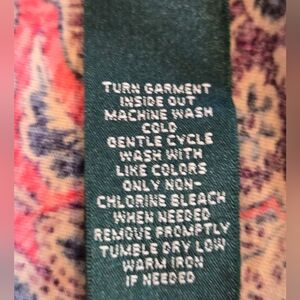 TURN GARMENT
INSIDE OUT
MACHINE WASH
COLD
GENTLE CYCLE
WASH WITH
LIKE COLORS
ONLY NON-
CHLORINE BLEACH
WHEN NEEDED
REMOVE PROMPTLY
TUMBLE DRY LOW
WARM IRON
IF NEEDED